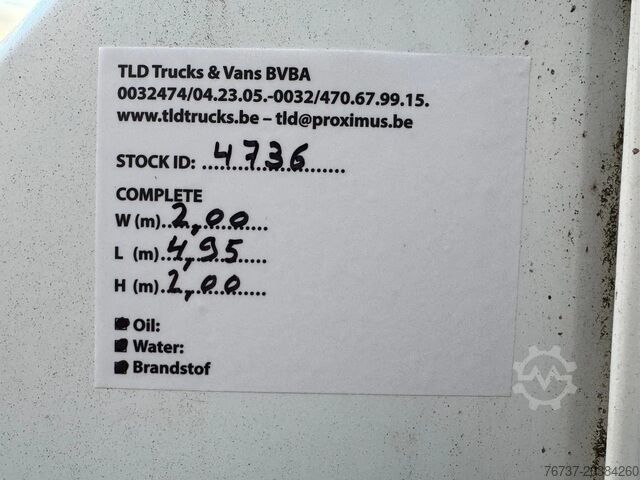 TLD Trucks & Vans BVBA
0032474/04.23.05.-0032/470.67.99.15.
www.tldtrucks.be – tld@proximus.be
STOCK ID: 4736
COMPLETE
W (m) 2,00
L (m) 4,95
H (m) 2,00
Oil:
Water:
Brandstof
76737-20384260